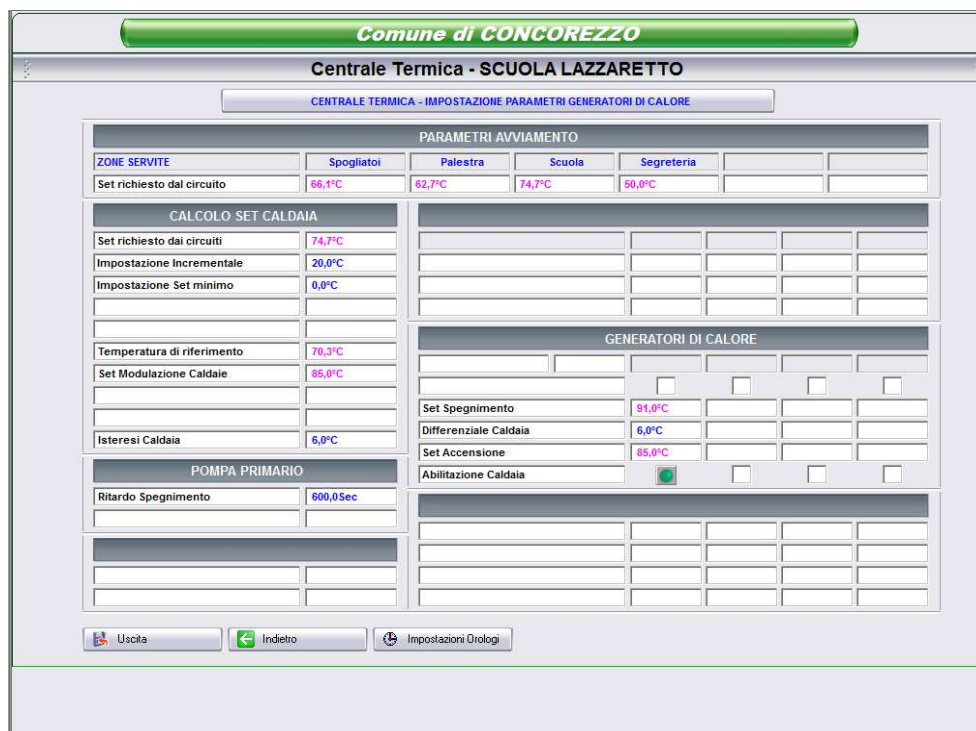 Comune di CONCOREZZO
Centrale Termica - SCUOLA LAZZARETTO
CENTRALE TERMICA - IMPOSTAZIONE PARAMETRI GENERATORI DI CALORE
PARAMETRI AVVIAMENTO
ZONE SERVITE Spogliatoi Palestra Scuola Segreteria
Set richiesto dal circuito 66,1°C 62,7°C 74,7°C 50,0°C
CALCOLO SET CALDAIA
Set richiesto dai circuiti 74,7°C
Impostazione Incrementale 20,0°C
Impostazione Set minimo 0,0°C
Temperatura di riferimento 70,3°C
Set Modulazione Caldaie 85,0°C
Isteresi Caldaia 6,0°C
POMPA PRIMARIO
Ritardo Spegnimento 600,0Sec
GENERATORI DI CALORE
Set Spegnimento 91,0°C
Differenziale Caldaia 6,0°C
Set Accensione 85,0°C
Abilitazione Caldaia
Uscita Indietro Impostazioni Orologi